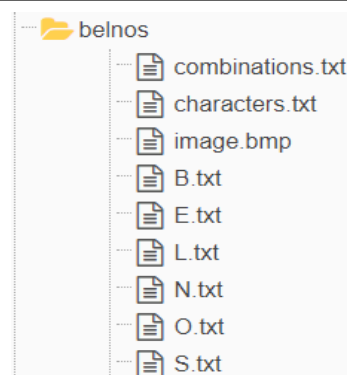 belnos
combinations.txt
characters.txt
image.bmp
B.txt
E.txt
L.txt
N.txt
O.txt
S.txt